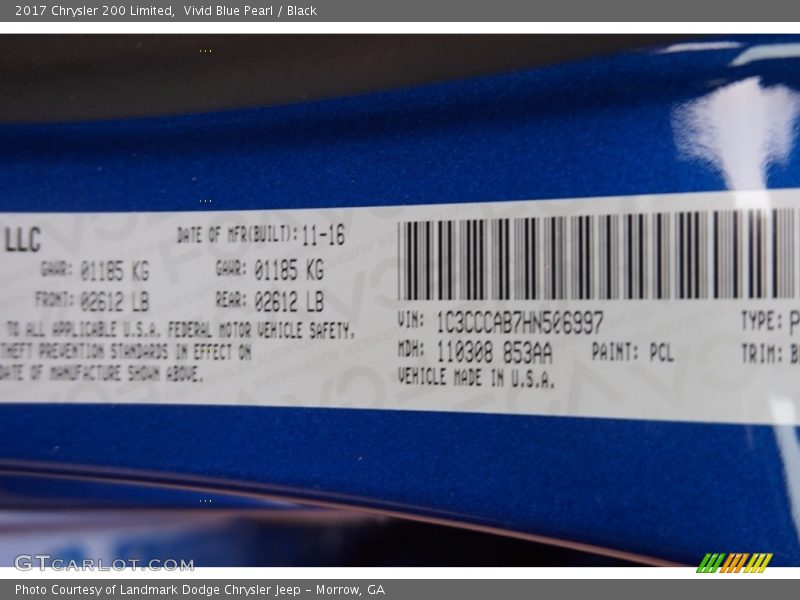 2017 Chrysler 200 Limited,  Vivid Blue Pearl / Black
LLC
DATE OF MFR(BUILT): 11-16
GAWR: 01185 KG
GAWR: 01185 KG
FRONT: 02612 LB
REAR: 02612 LB
TO ALL APPLICABLE U.S.A. FEDERAL MOTOR VEHICLE SAFETY,
THEFT PREVENTION STANDARDS IN EFFECT ON
DATE OF MANUFACTURE SHOWN ABOVE.
VIN: 1C3CCCAB7HN506997
TYPE: P
MDH: 110308 853AA
PAINT: PCL
TRIM:
VEHICLE MADE IN U.S.A.
GTCARLOT.COM
Photo Courtesy of Landmark Dodge Chrysler Jeep – Morrow, GA